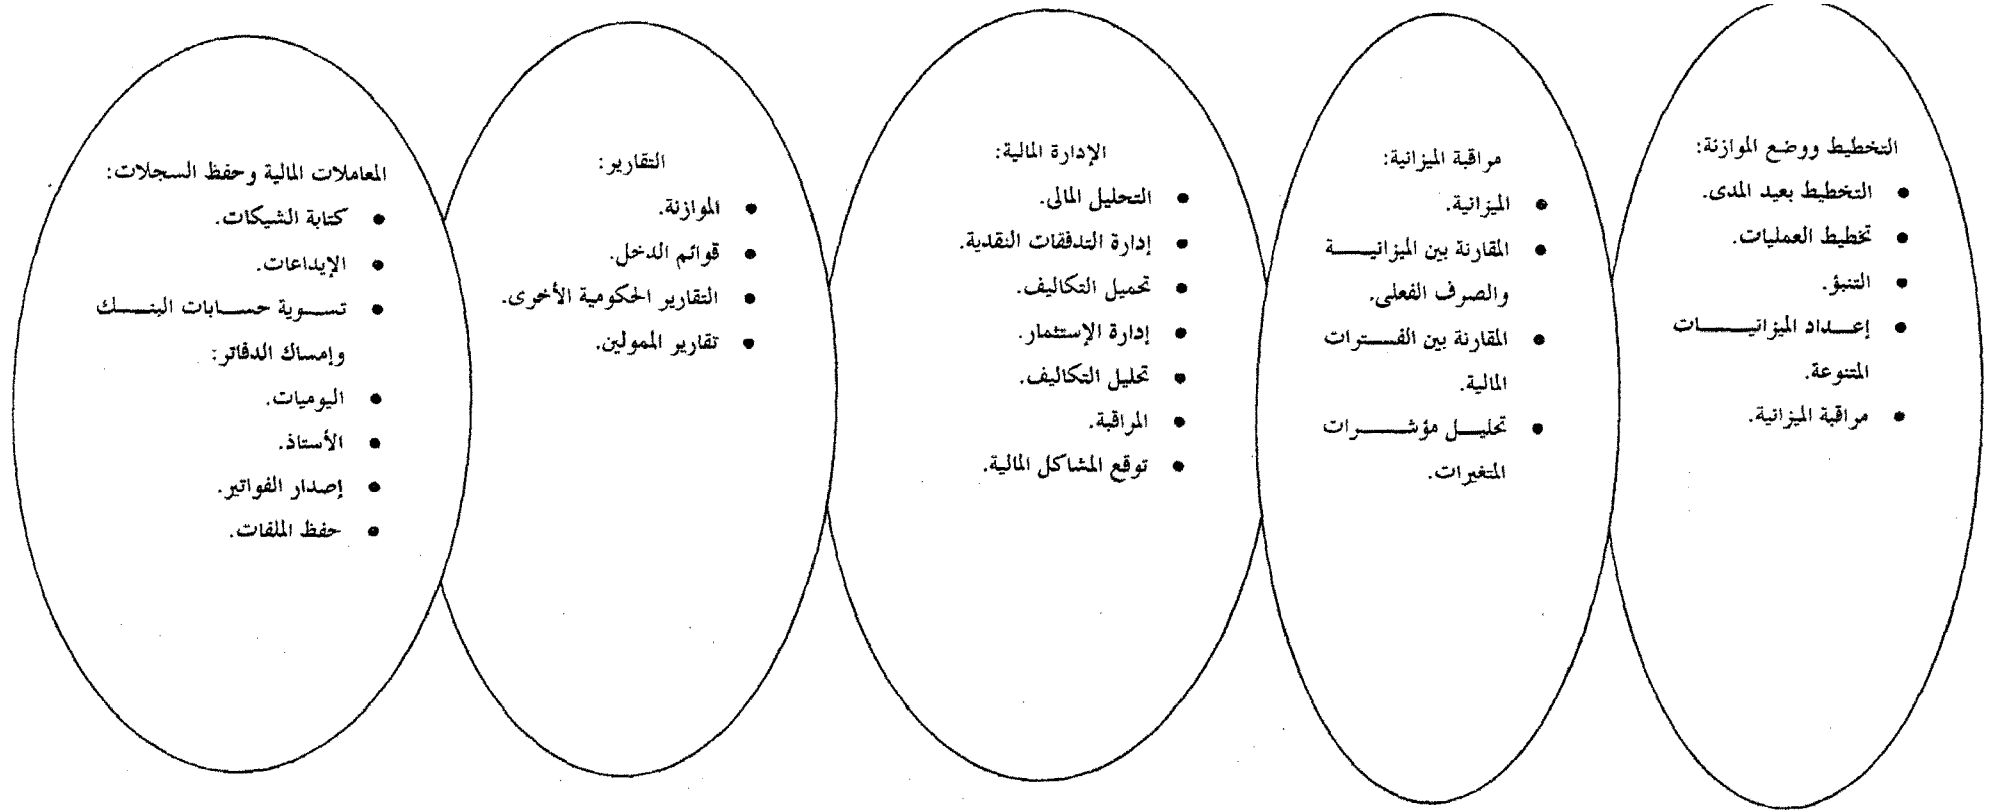 التخطيط ووضع الموازنة:
• التخطيط بعيد المدى.
• تخطيط العمليات.
• التنبؤ.
• إعداد الميزانيات
المتنوعة.
• مراقبة الميزانية.
مراقبة الميزانية:
• الميزانية.
• المقارنة بين الميزانية
والصرف الفعلى.
• المقارنة بين الفترات
المالية.
• تحليل مؤشرات
المتغيرات.
الإدارة المالية:
• التحليل المالى.
• إدارة التدفقات النقدية.
• تحميل التكاليف.
• إدارة الإستثمار.
• تحليل التكاليف.
• المراقبة.
• توقع المشاكل المالية.
التقارير:
• الموازنة.
• قوائم الدخل.
• التقارير الحكومية الأخرى.
• تقارير الممولين.
المعاملات المالية وحفظ السجلات:
• كتابة الشيكات.
• الإيداعات.
• تسوية حسابات البنك
وإمساك الدفاتر:
• اليوميات.
• الأستاذ.
• إصدار الفواتير.
• حفظ الملفات.